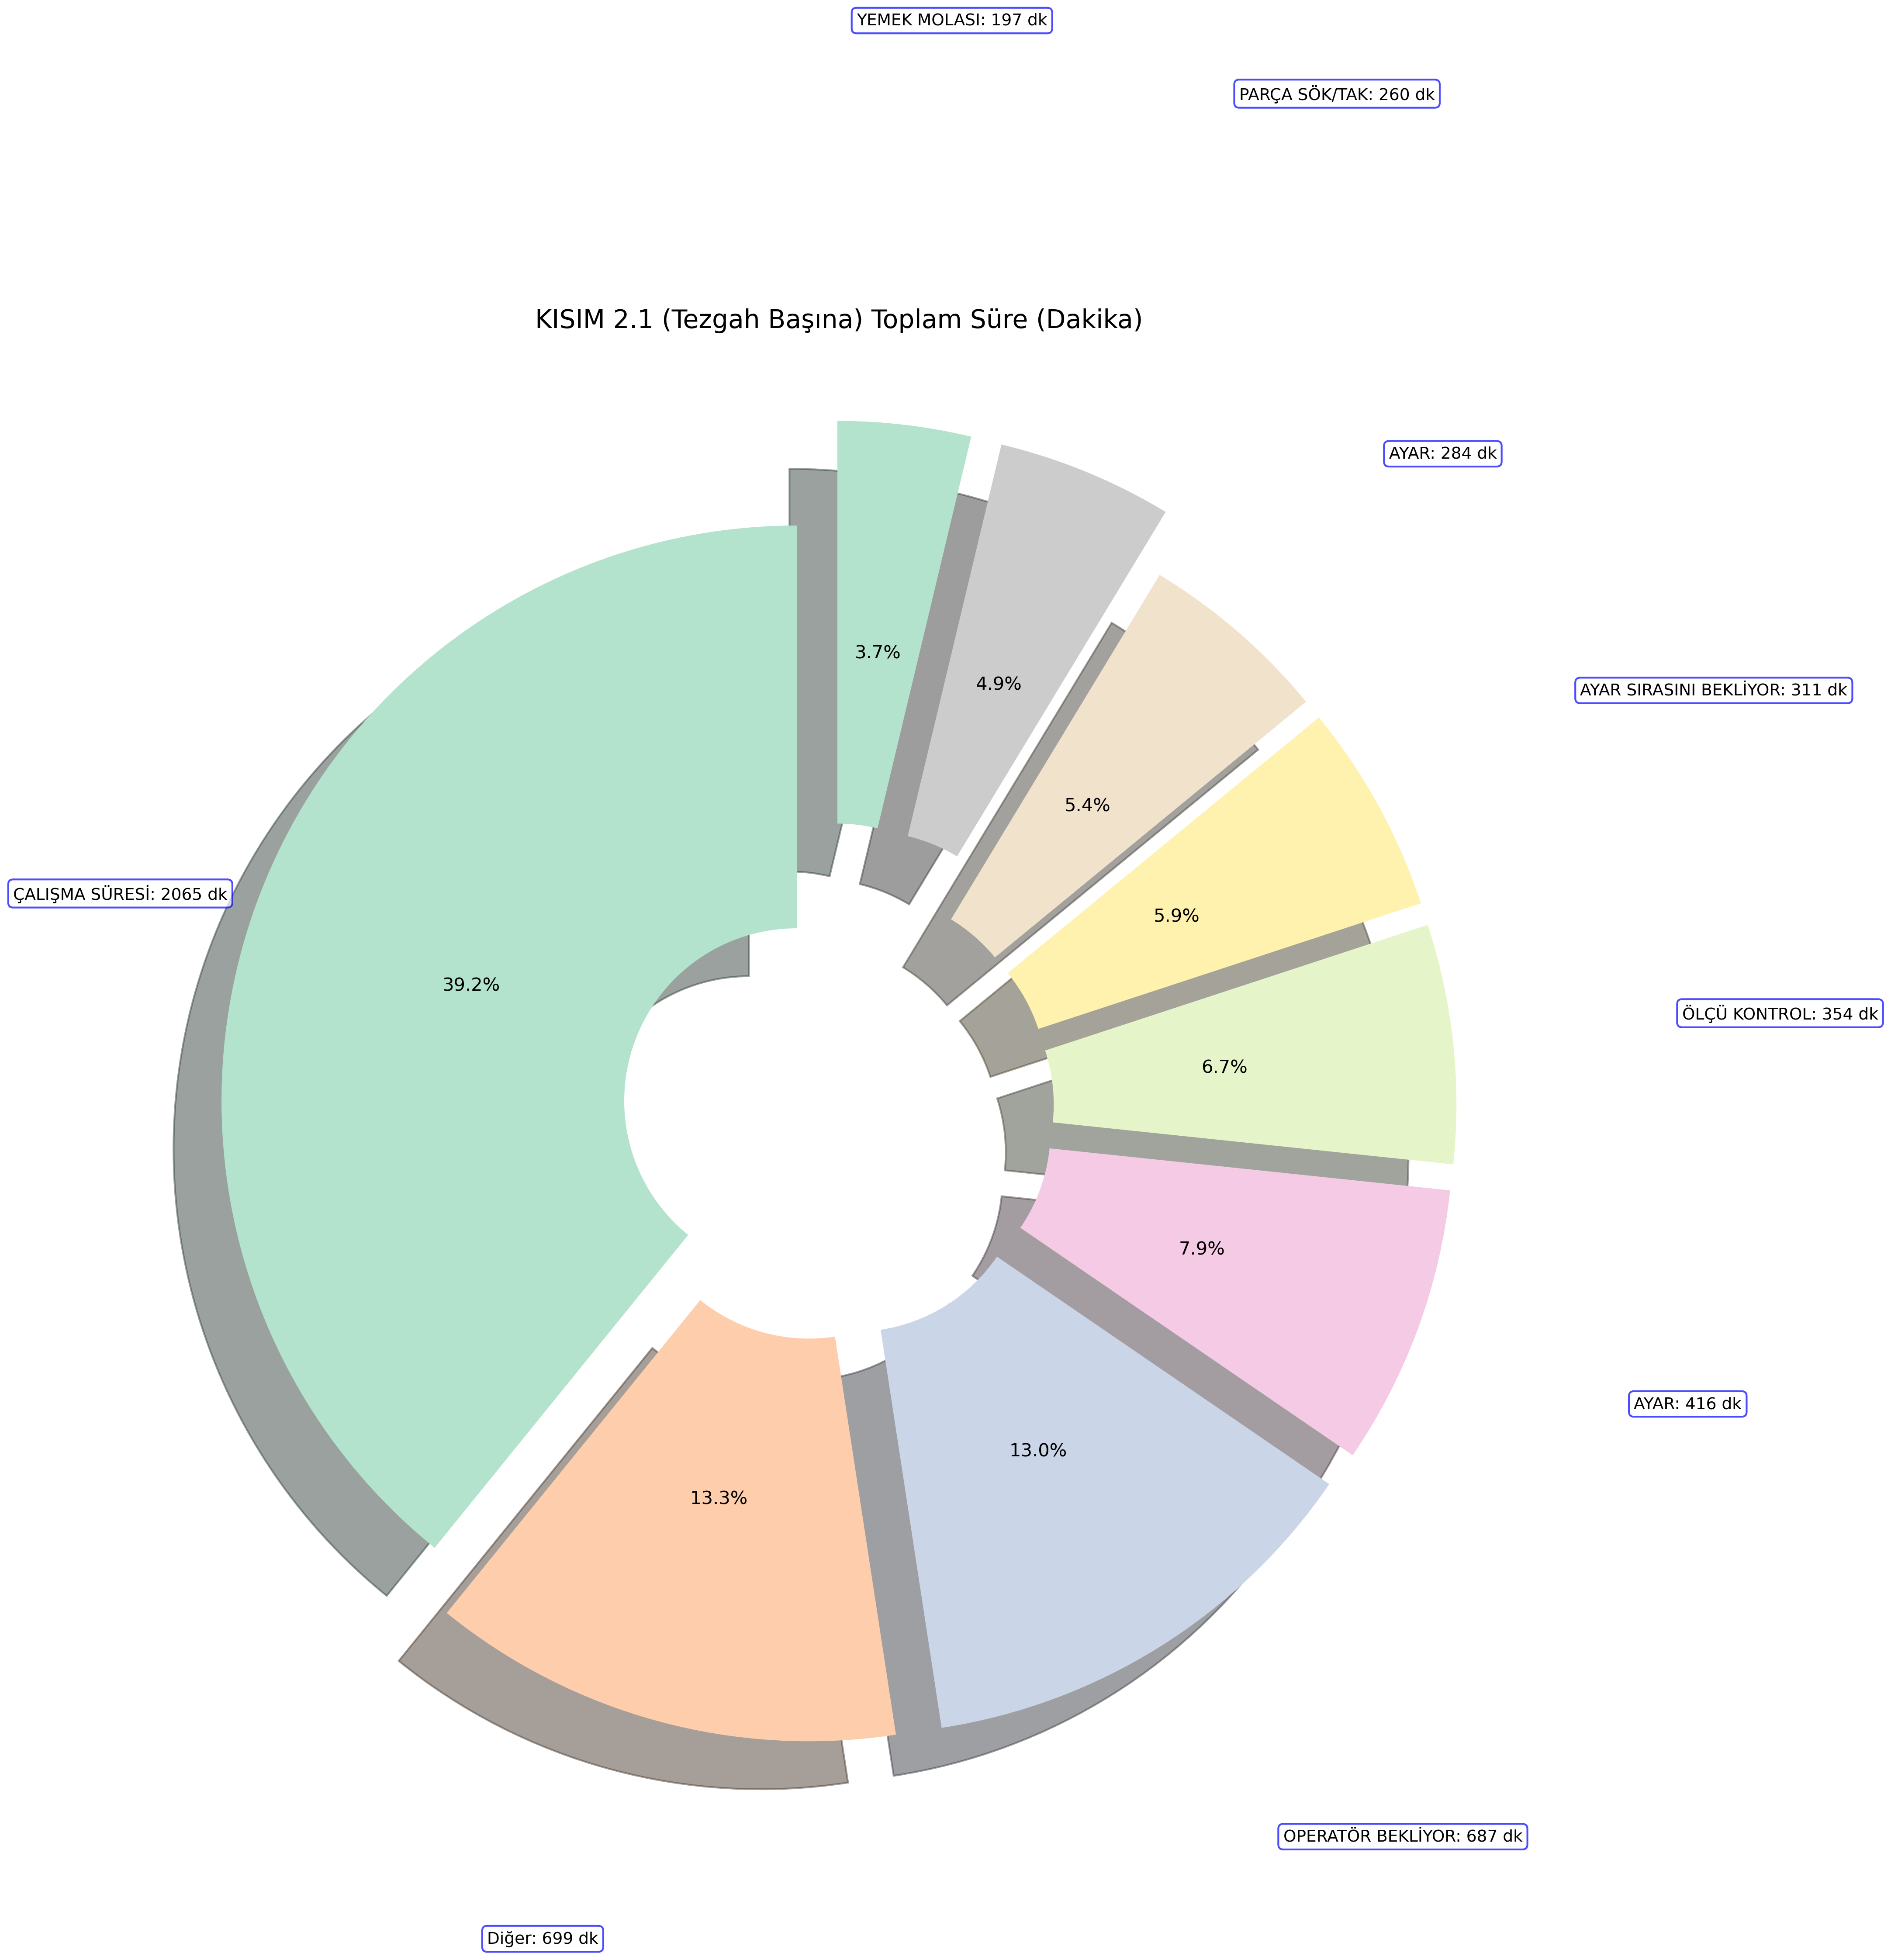 YEMEK MOLASI: 197 dk
PARÇA SÖK/TAK: 260 dk
KISIM 2.1 (Tezgah Başına) Toplam Süre (Dakika)
AYAR: 284 dk
3.7%
4.9%
AYAR SIRASINI BEKLİYOR: 311 dk
5.4%
ÇALIŞMA SÜRESİ: 2065 dk
5.9%
39.2%
ÖLÇÜ KONTROL: 354 dk
6.7%
7.9%
AYAR: 416 dk
13.0%
13.3%
OPERATÖR BEKLİYOR: 687 dk
Diğer: 699 dk